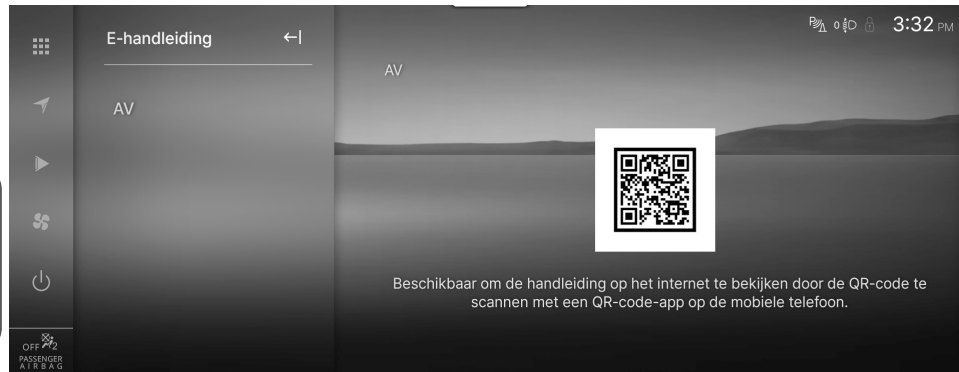 E-handleiding
3:32 PM
AV
AV
Beschikbaar om de handleiding op het internet te bekijken door de QR-code te
scannen met een QR-code-app op de mobiele telefoon.
OFF 2
PASSENGER
AIRBAG